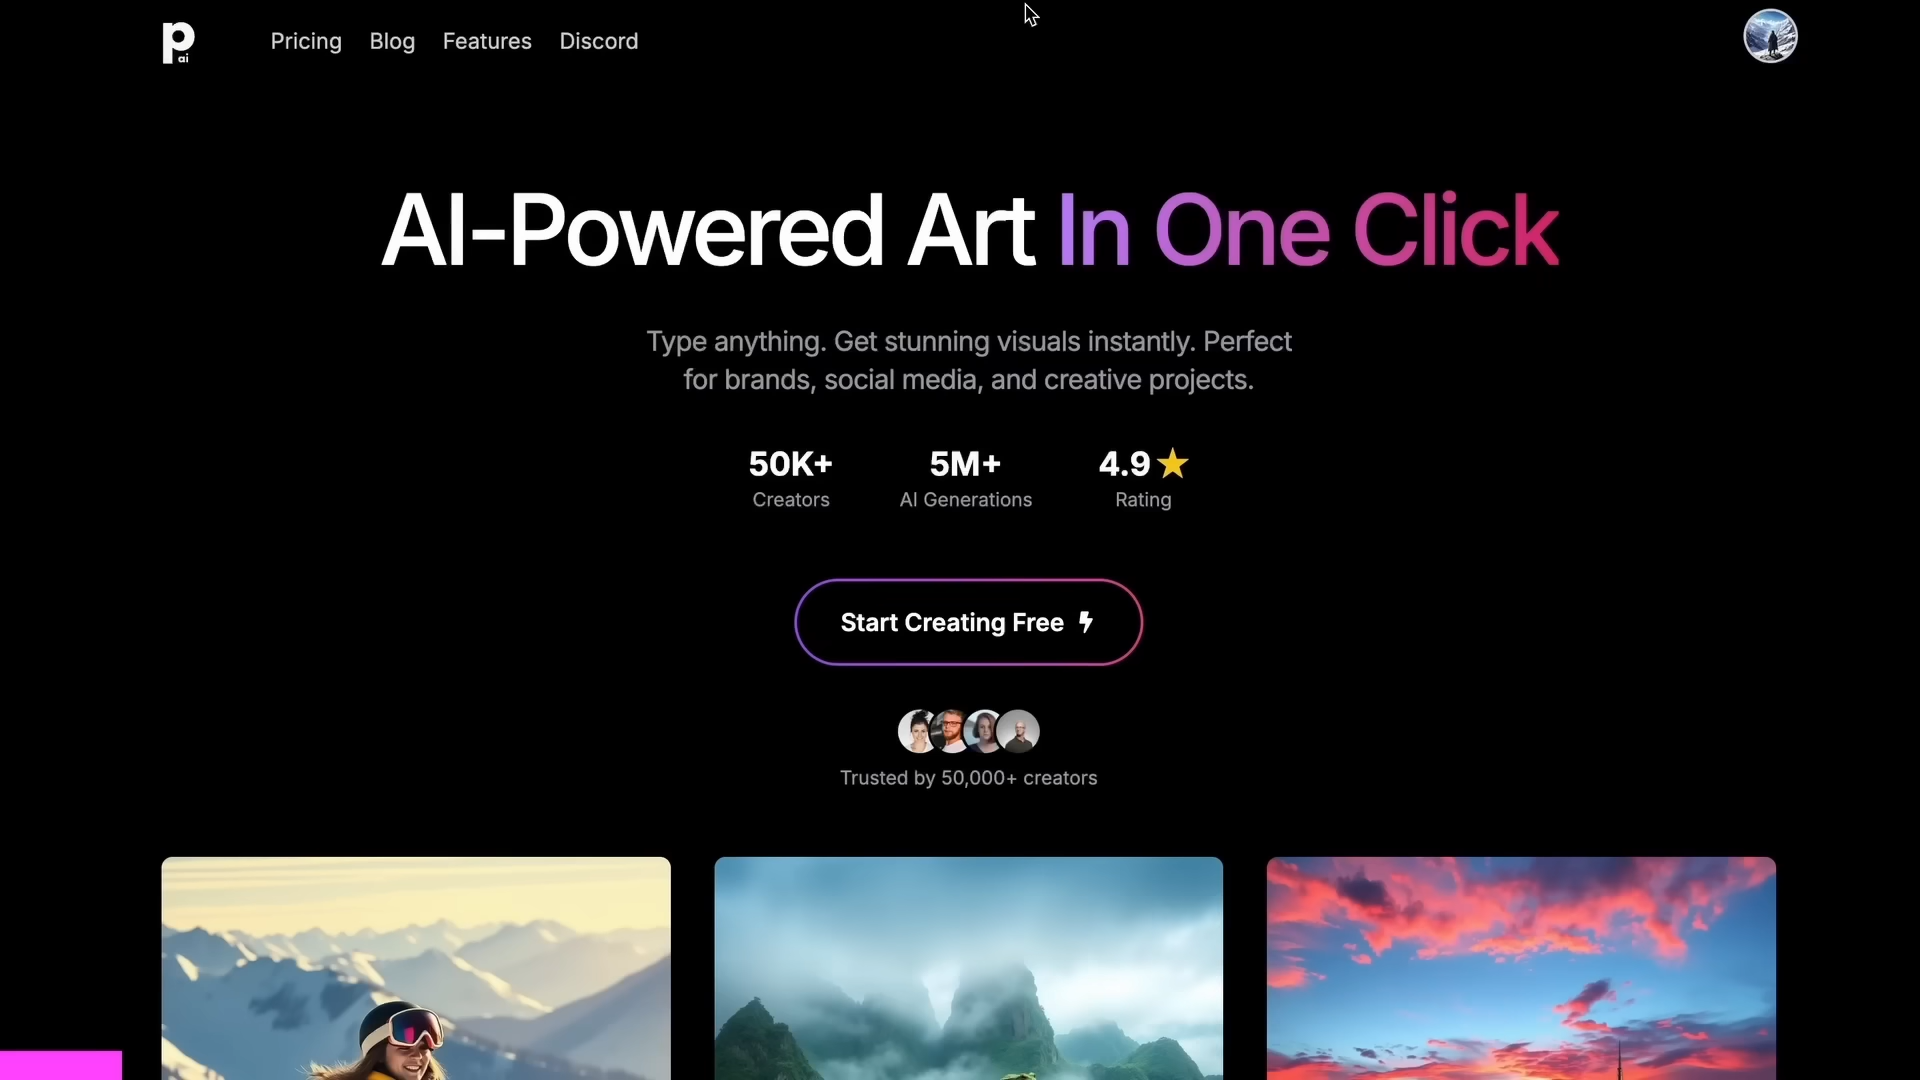 p
ai
Pricing
Blog
Features
Discord
AI-Powered Art In One Click
Type anything. Get stunning visuals instantly. Perfect
for brands, social media, and creative projects.
50K+
Creators
5M+
AI Generations
4.9
Rating
Start Creating Free
Trusted by 50,000+ creators